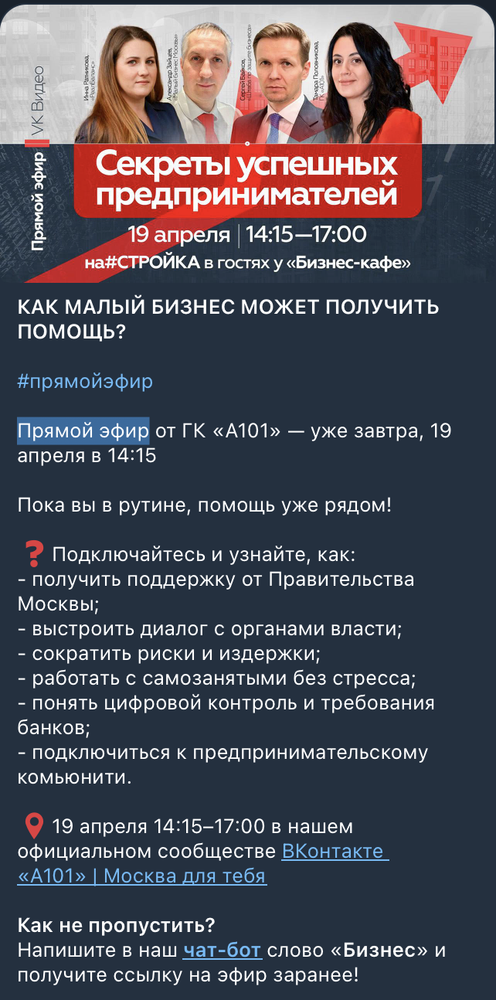 Инна Ратникова,
«РеалБаланс»
Александр Зайцев,
«Малый бизнес Москвы»
Сергей Бойков,
«Штаб по защите бизнеса»
Тамара Половникова,
ГК «А101»
Прямой эфир | VK Видео
Секреты успешных
предпринимателей
19 апреля | 14:15—17:00
на#СТРОЙКА в гостях у «Бизнес-кафе»
КАК МАЛЫЙ БИЗНЕС МОЖЕТ ПОЛУЧИТЬ
ПОМОЩЬ?
#прямойэфир
Прямой эфир от ГК «А101» — уже завтра, 19
апреля в 14:15
Пока вы в рутине, помощь уже рядом!
❓ Подключайтесь и узнайте, как:
- получить поддержку от Правительства
Москвы;
- выстроить диалог с органами власти;
- сократить риски и издержки;
- работать с самозанятыми без стресса;
- понять цифровой контроль и требования
банков;
- подключиться к предпринимательскому
комьюнити.
📍 19 апреля 14:15–17:00 в нашем
официальном сообществе ВКонтакте
«А101» | Москва для тебя
Как не пропустить?
Напишите в наш чат-бот слово «Бизнес» и
получите ссылку на эфир заранее!